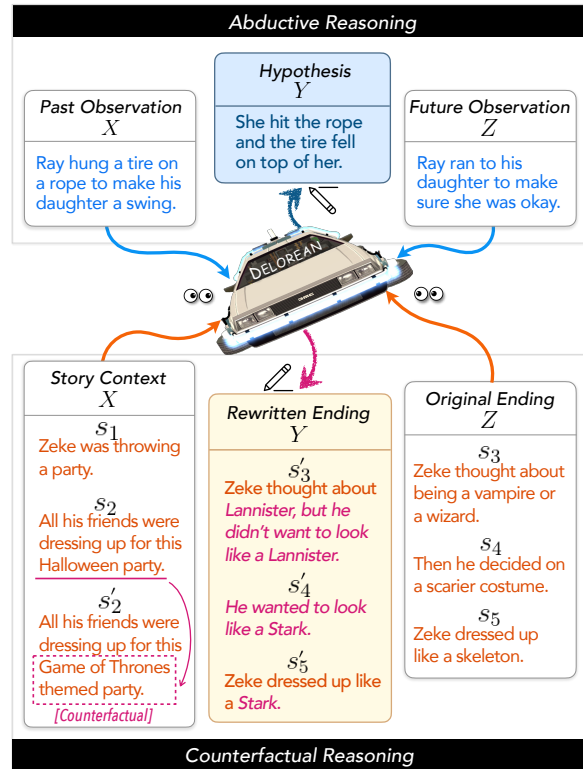 Abductive Reasoning
Hypothesis
Y
She hit the rope
and the tire fell
on top of her.
Past Observation
X
Ray hung a tire on
a rope to make his
daughter a swing.
Future Observation
Z
Ray ran to his
daughter to make
sure she was okay.
DELOREAN
Story Context
X
s1
Zeke was throwing
a party.
s2
All his friends were
dressing up for this
Halloween party.
s′2
All his friends were
dressing up for this
Game of Thrones
themed party.
[Counterfactual]
Rewritten Ending
Y
s′3
Zeke thought about
Lannister, but he
didn’t want to look
like a Lannister.
s′4
He wanted to look
like a Stark.
s′5
Zeke dressed up like
a Stark.
Original Ending
Z
s3
Zeke thought about
being a vampire or
a wizard.
s4
Then he decided on
a scarier costume.
s5
Zeke dressed up
like a skeleton.
Counterfactual Reasoning